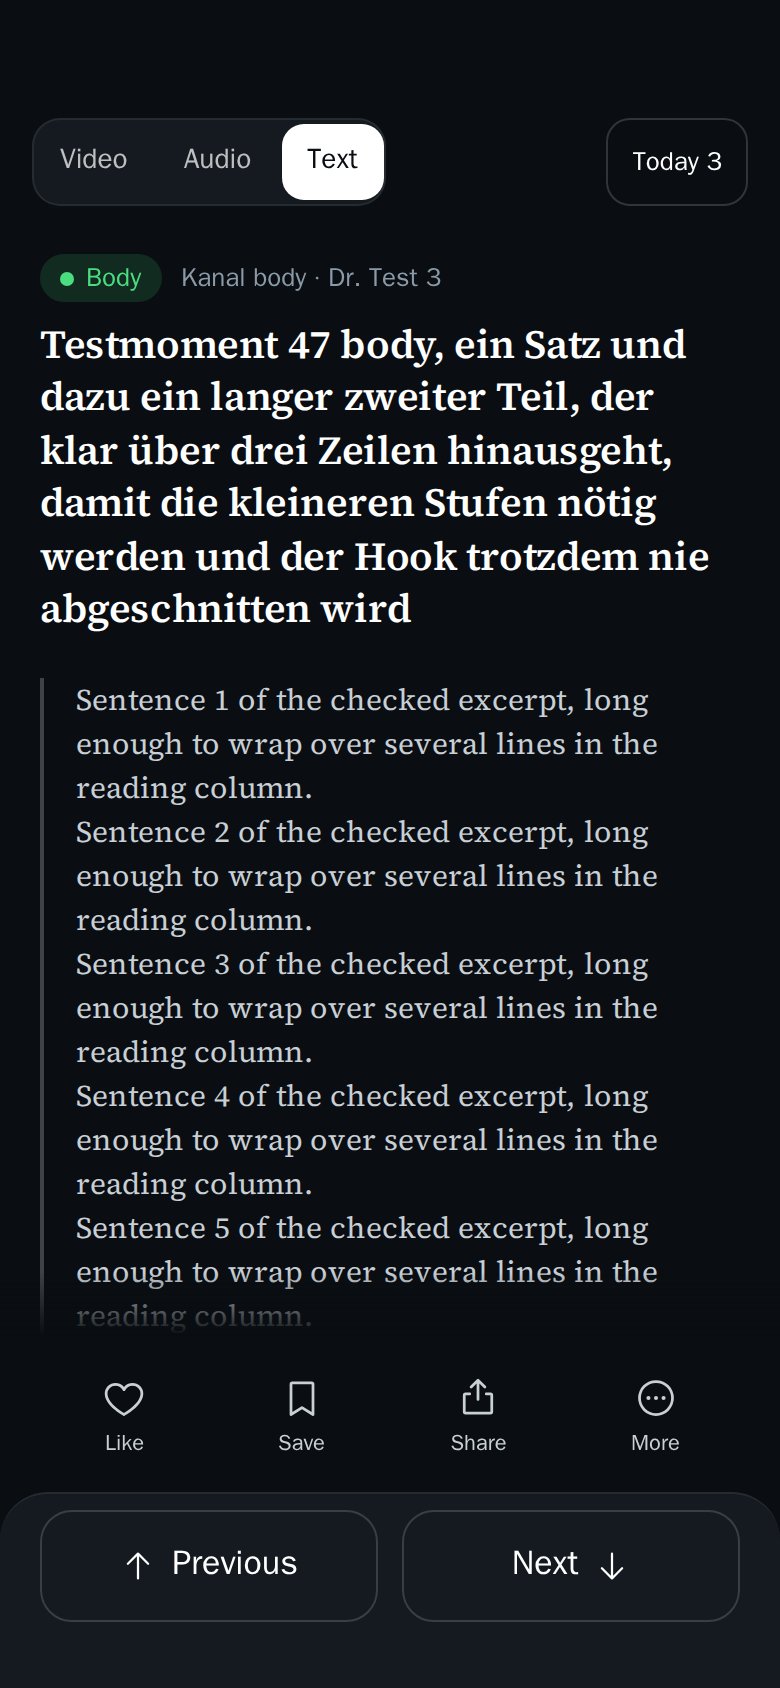 Video Audio Text Today 3
Body Kanal body · Dr. Test 3
Testmoment 47 body, ein Satz und
dazu ein langer zweiter Teil, der
klar über drei Zeilen hinausgeht,
damit die kleineren Stufen nötig
werden und der Hook trotzdem nie
abgeschnitten wird
Sentence 1 of the checked excerpt, long
enough to wrap over several lines in the
reading column.
Sentence 2 of the checked excerpt, long
enough to wrap over several lines in the
reading column.
Sentence 3 of the checked excerpt, long
enough to wrap over several lines in the
reading column.
Sentence 4 of the checked excerpt, long
enough to wrap over several lines in the
reading column.
Sentence 5 of the checked excerpt, long
enough to wrap over several lines in the
reading column.
Like Save Share More
Previous Next